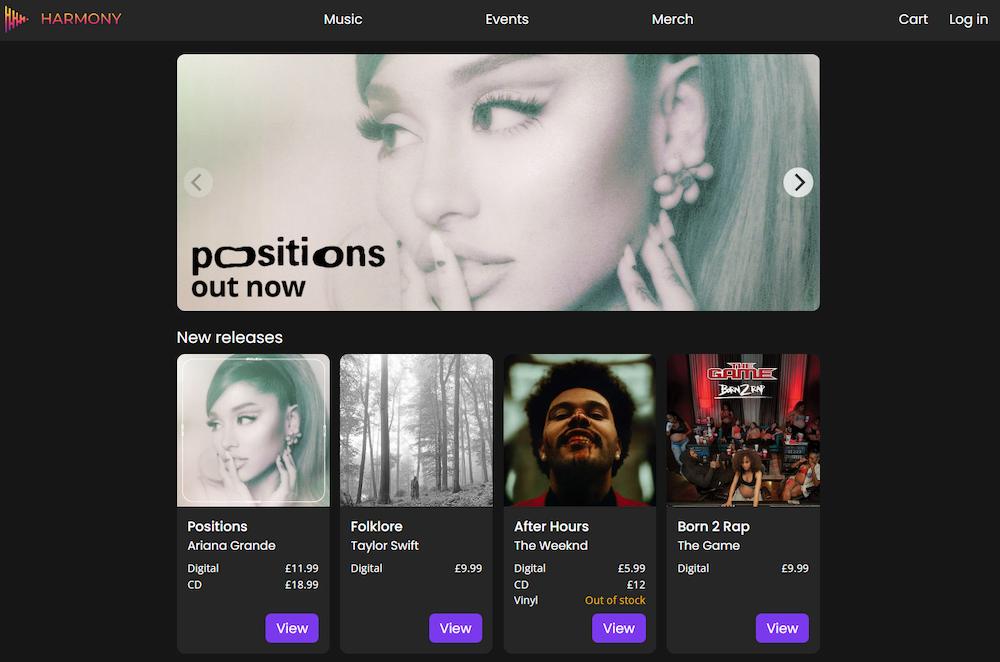 HARMONY
Music
Events
Merch
Cart
Log in
positions
out now
New releases
THE GAME
BORN 2 RAP
Positions
Ariana Grande
Digital £11.99
CD £18.99
View
Folklore
Taylor Swift
Digital £9.99
View
After Hours
The Weeknd
Digital £5.99
CD £12
Vinyl Out of stock
View
Born 2 Rap
The Game
Digital £9.99
View